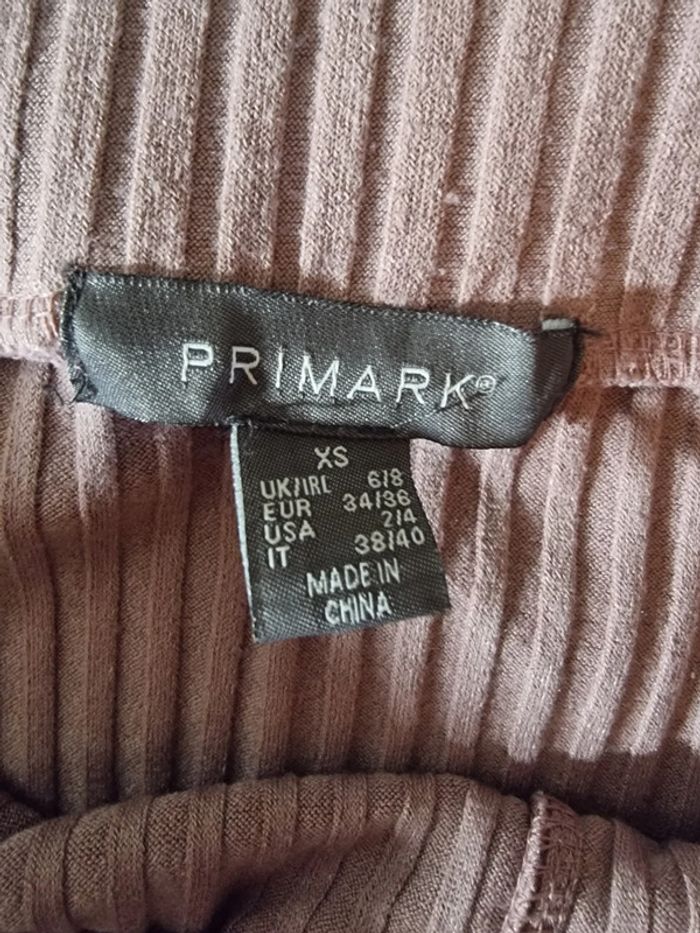 PRIMARK®
XS
UK/IRL 6/8
EUR 34/36
USA 2/4
IT 38/40
MADE IN
CHINA